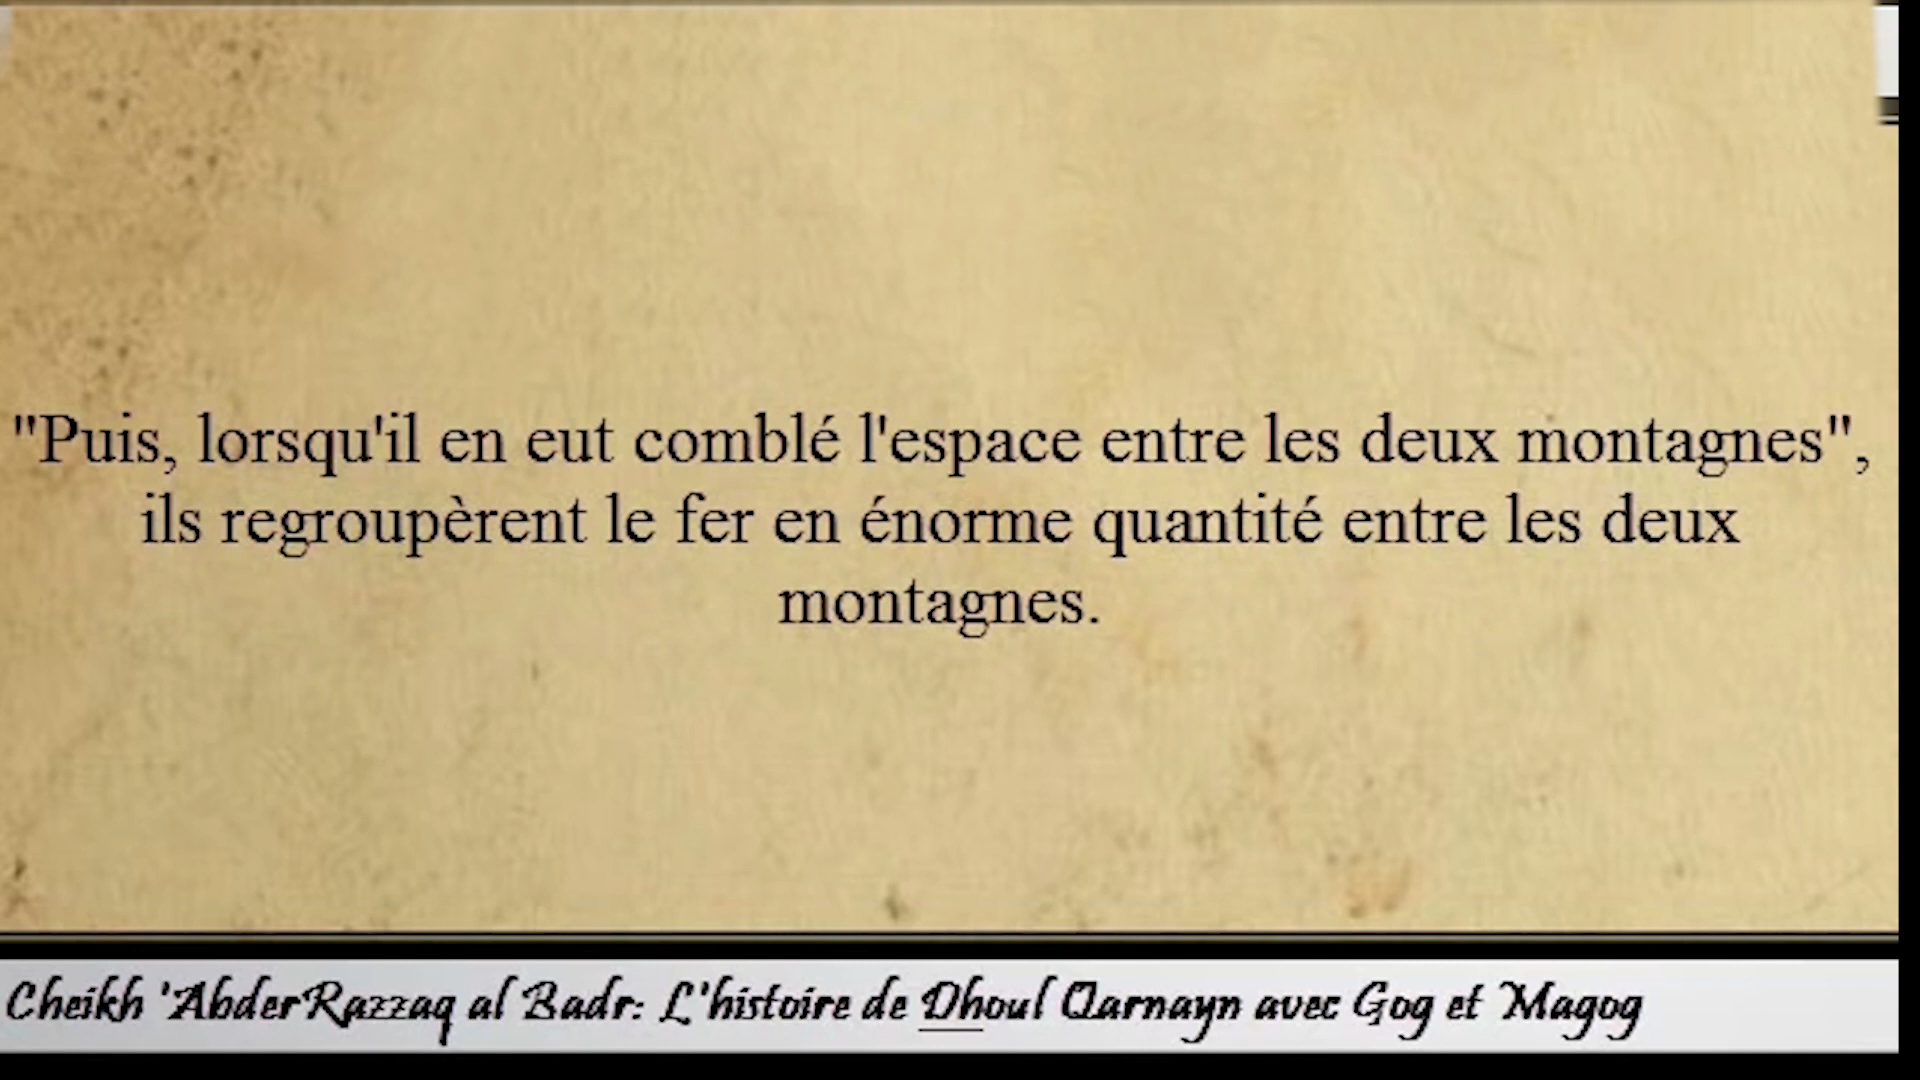 "Puis, lorsqu'il en eut comblé l'espace entre les deux montagnes",
ils regroupèrent le fer en énorme quantité entre les deux
montagnes.
Cheikh 'AbderRazzaq al Badr: L'histoire de Dhoul Qarnayn avec Gog et Magog